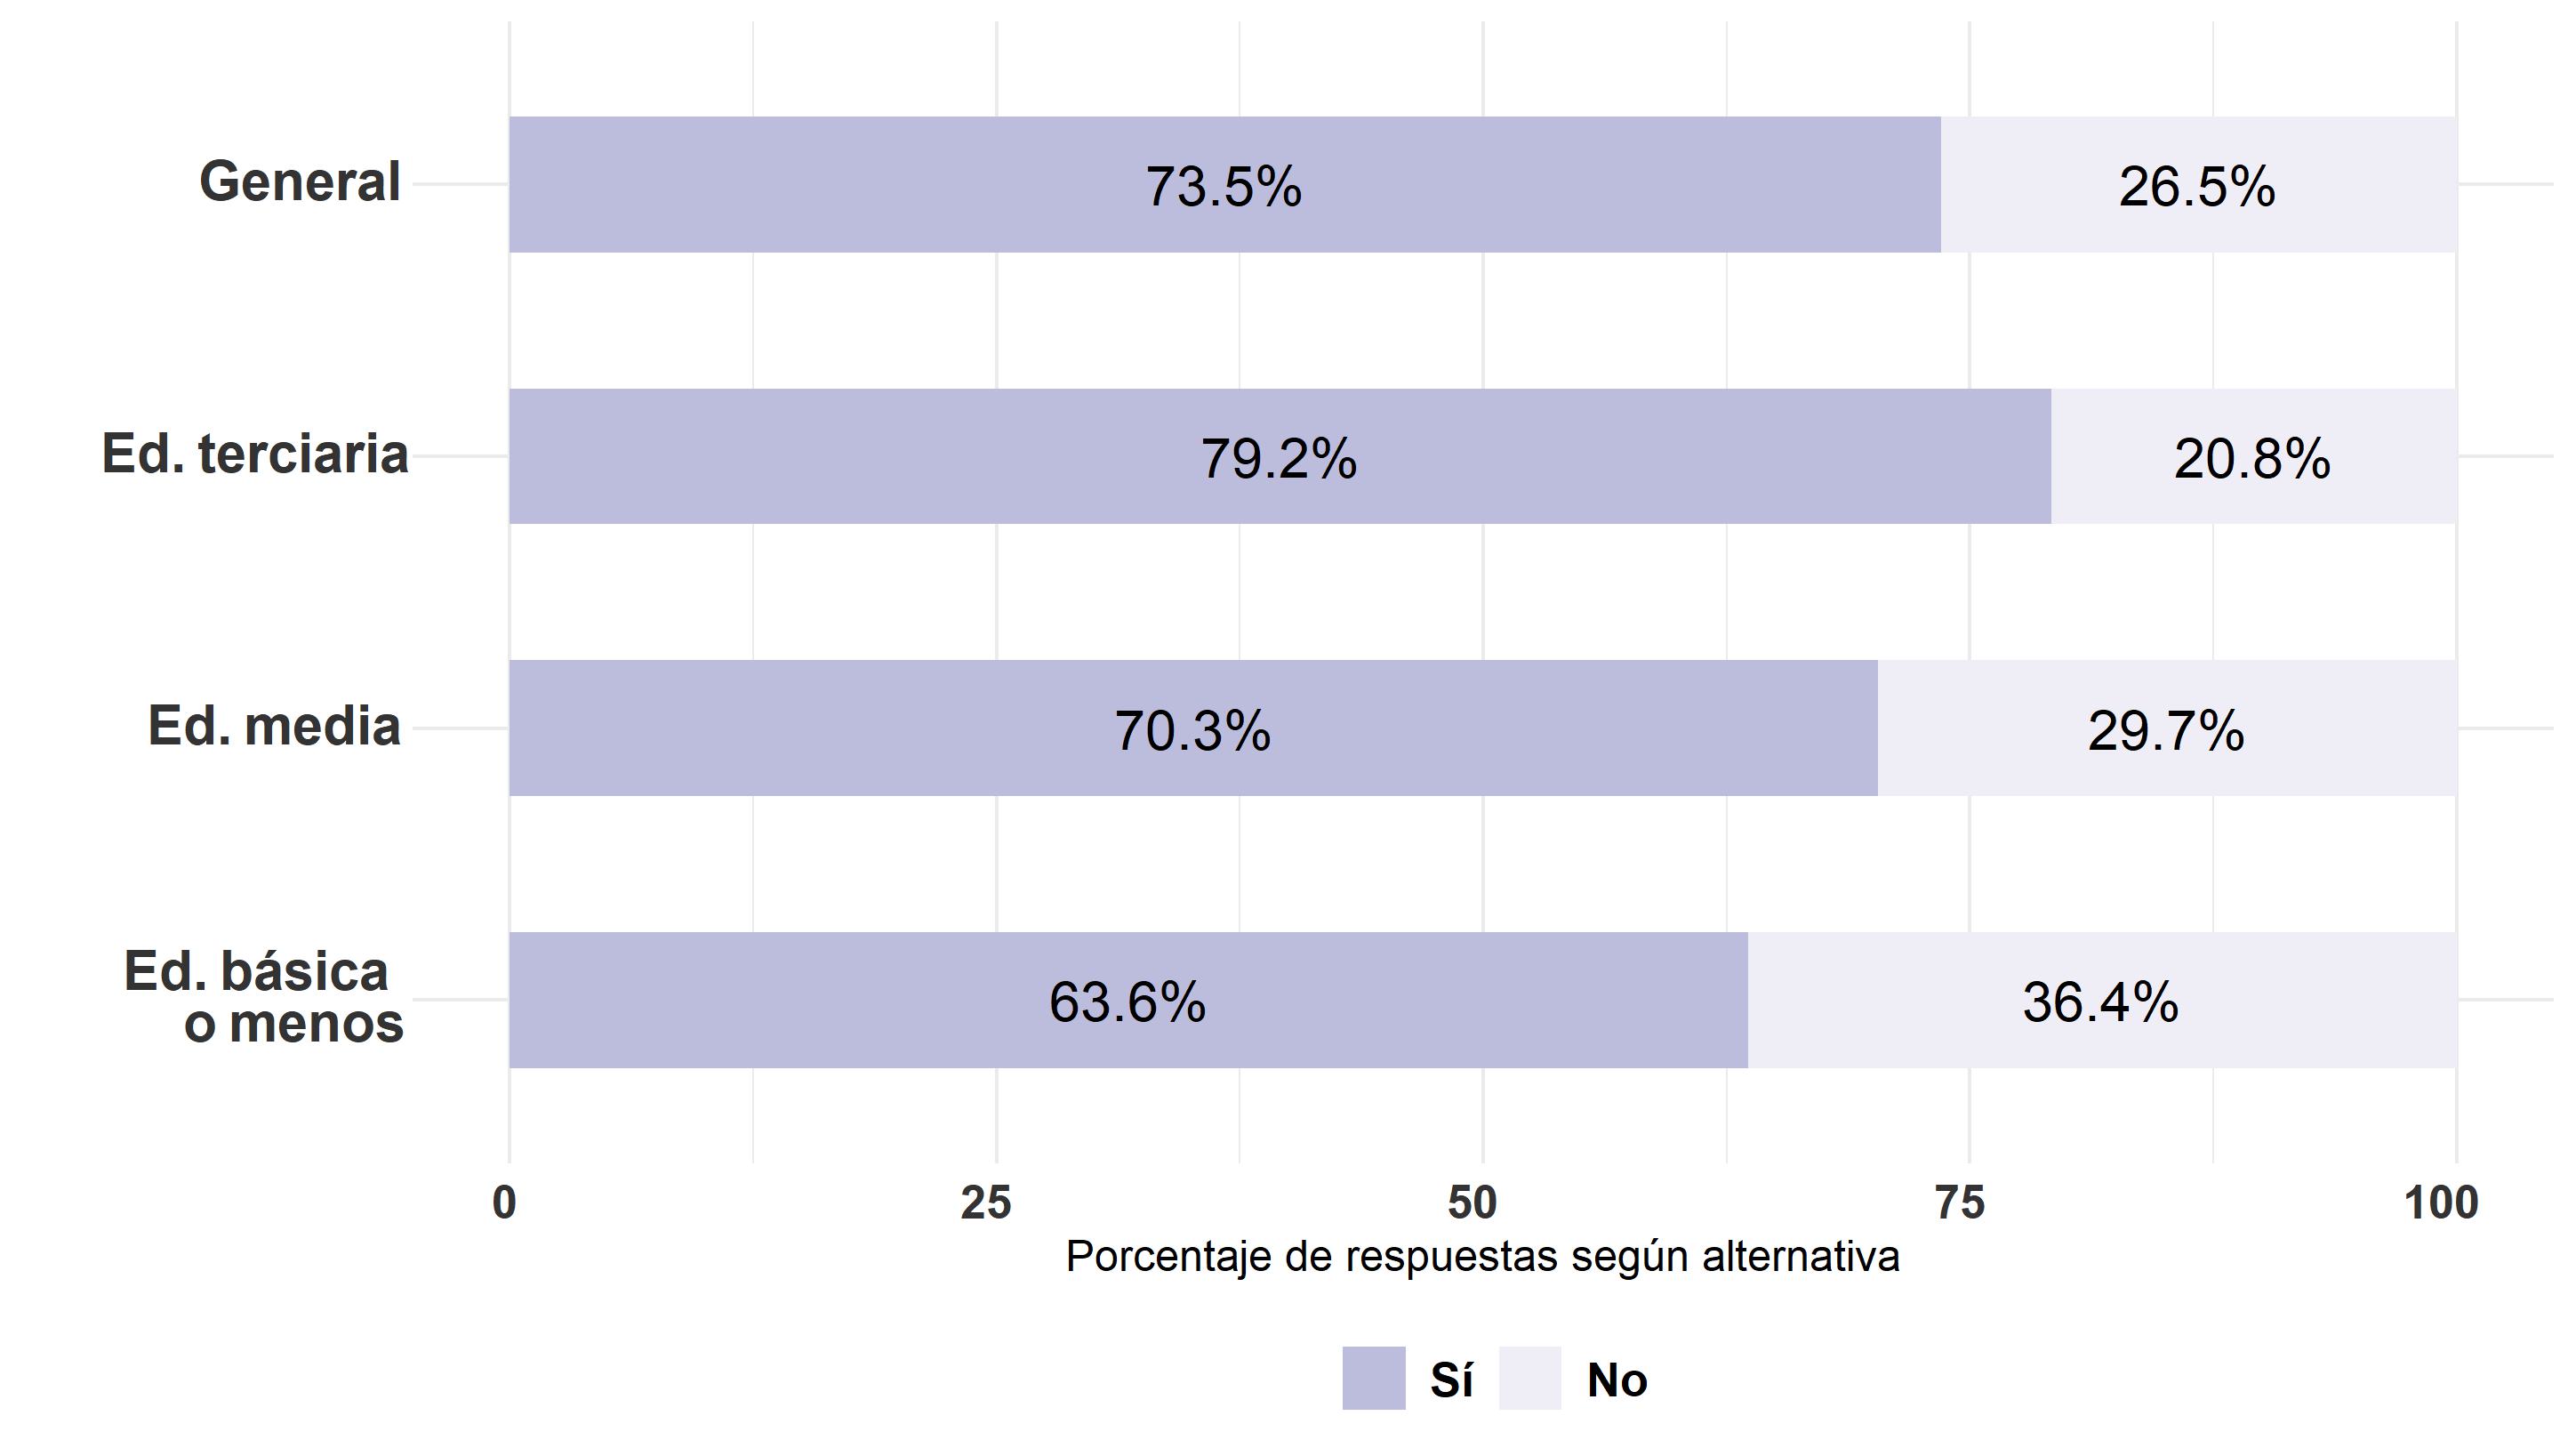 General
73.5%
26.5%
Ed. terciaria
79.2%
20.8%
Ed. media
70.3%
29.7%
Ed. básica
o menos
63.6%
36.4%
0
25
50
75
100
Porcentaje de respuestas según alternativa
Sí
No